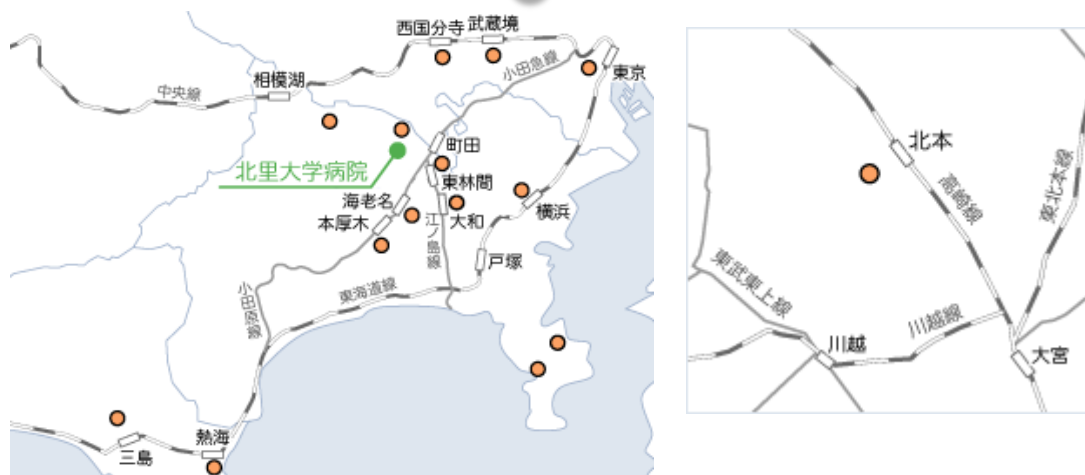 西国分寺
武蔵境
小田急線
東京
中央線
相模湖
町田
北里大学病院
東林間
海老名
本厚木
大和
横浜
江ノ島線
戸塚
小田急線
東海道線
熱海
三島
北本
高崎線
東北本線
東武東上線
川越線
川越
大宮